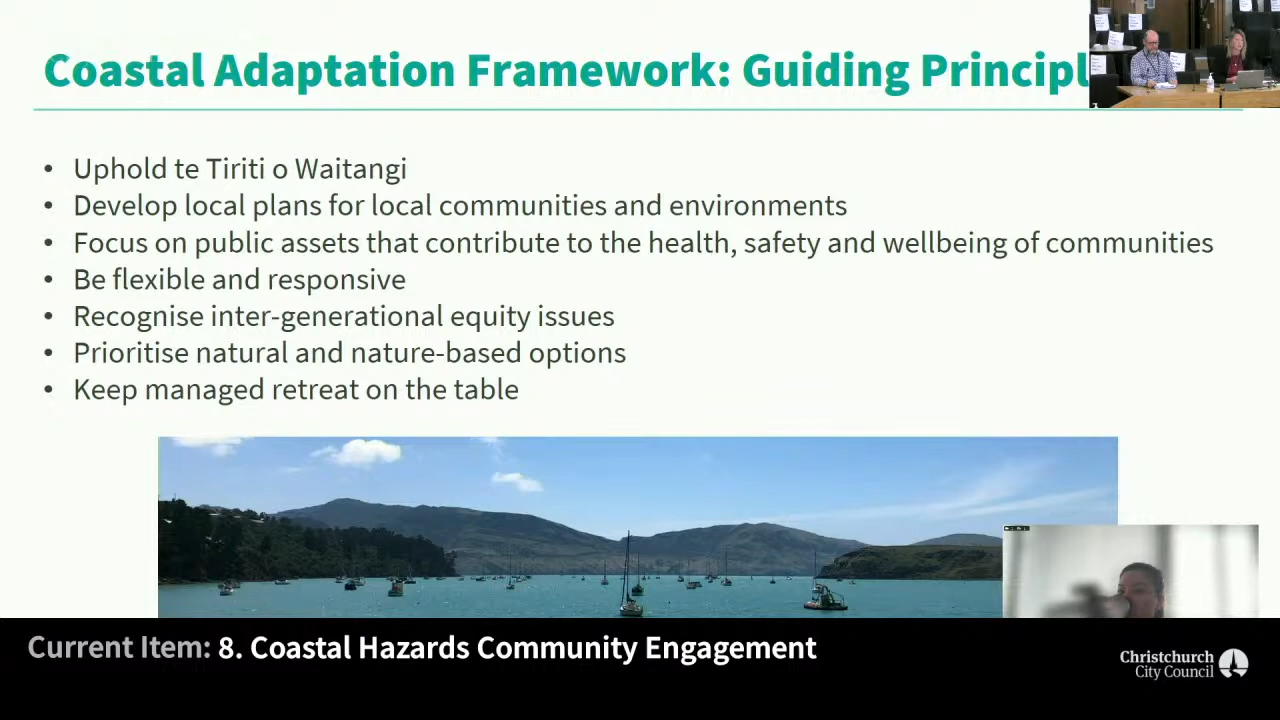 Coastal Adaptation Framework: Guiding Principl
• Uphold te Tiriti o Waitangi
• Develop local plans for local communities and environments
• Focus on public assets that contribute to the health, safety and wellbeing of communities
• Be flexible and responsive
• Recognise inter-generational equity issues
• Prioritise natural and nature-based options
• Keep managed retreat on the table
Current Item: 8. Coastal Hazards Community Engagement
Christchurch
City Council